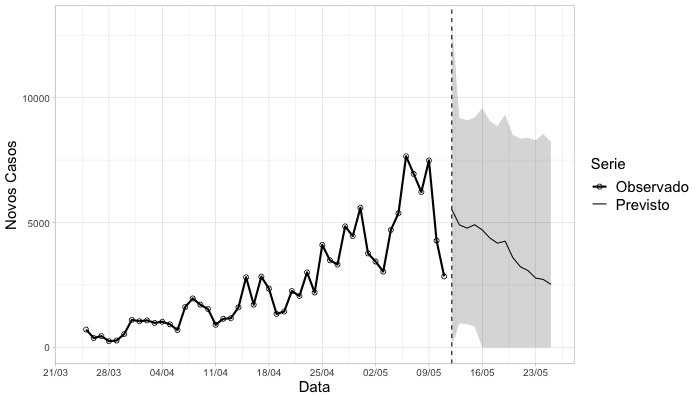 Novos Casos
10000
5000
0
21/03 28/03 04/04 11/04 18/04 25/04 02/05 09/05 16/05 23/05
Data
Serie
Observado
Previsto